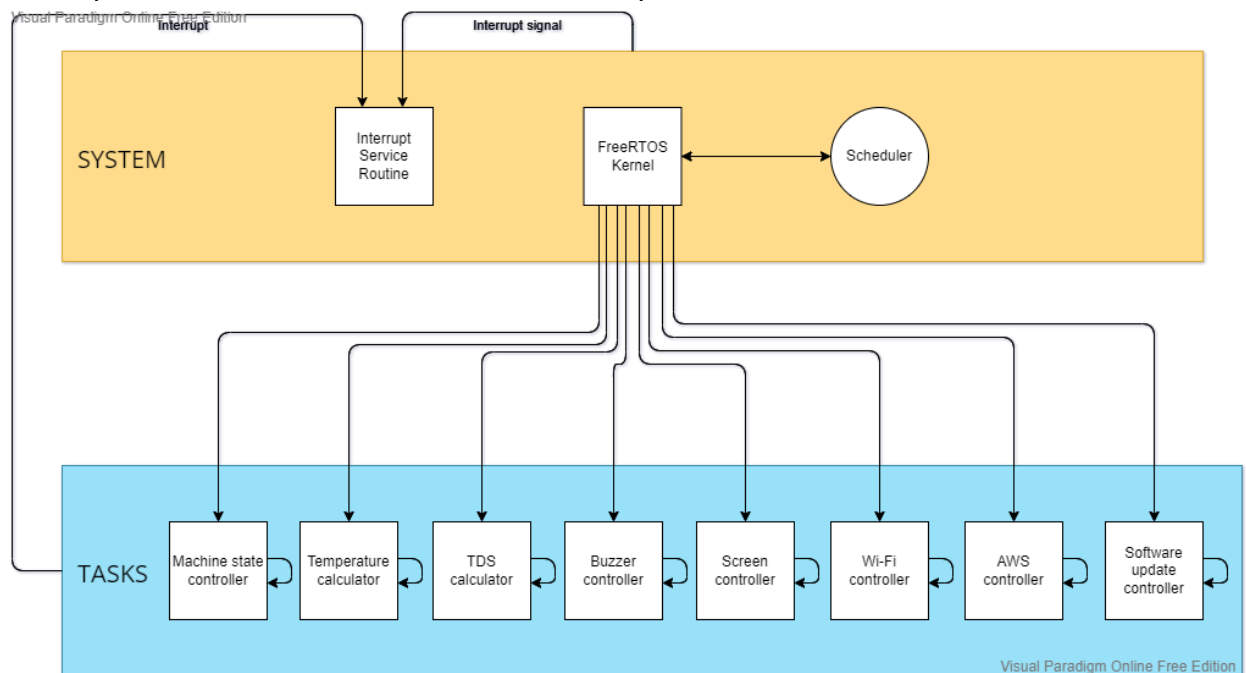 Visual Paradigm Online Free Edition
Interrupt
Interrupt signal
SYSTEM
Interrupt
Service
Routine
FreeRTOS
Kernel
Scheduler
TASKS
Machine state
controller
Temperature
calculator
TDS
calculator
Buzzer
controller
Screen
controller
Wi-Fi
controller
AWS
controller
Software
update
controller
Visual Paradigm Online Free Edition